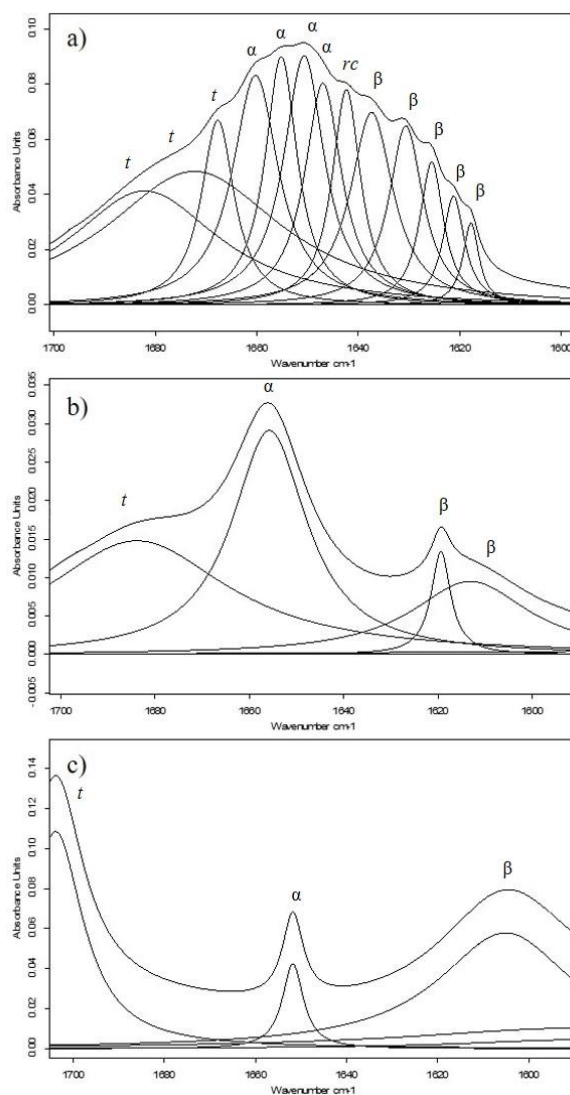 a)
Absorbance Units
0.10
0.08
0.06
0.04
0.02
0.00
t
t
t
α
α
α
α
rc
β
β
β
β
β
1700 1680 1660 1640 1620 1600
Wavenumber cm-1
b)
Absorbance Units
0.035
0.030
0.025
0.020
0.015
0.010
0.005
0.000
-0.005
t
α
β
β
1700 1680 1660 1640 1620 1600
Wavenumber cm-1
c)
Absorbance Units
0.14
0.12
0.10
0.08
0.06
0.04
0.02
0.00
t
α
β
1700 1680 1660 1640 1620 1600
Wavenumber cm-1